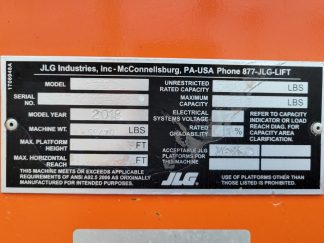 JLG Industries, Inc - McConnellsburg, PA-USA Phone 877-JLG-LIFT
1706948A
MODEL
SERIAL NO.
MODEL YEAR
MACHINE WT. LBS
MAX. PLATFORM HEIGHT FT
MAX. HORIZONTAL REACH FT
UNRESTRICTED RATED CAPACITY LBS
MAXIMUM CAPACITY LBS
ELECTRICAL SYSTEMS VOLTAGE
RATED GRADABILITY %
REFER TO CAPACITY INDICATOR OR LOAD DIAG. FOR CAPACITY AREA CLARIFICATION.
ACCEPTABLE JLG PLATFORMS FOR THIS MACHINE
THIS MACHINE MEETS OR EXCEEDS APPLICABLE
REQUIREMENTS OF ANSI A92.5 2006 AS ORIGINALLY
MANUFACTURED FOR INTENDED APPLICATIONS.
JLG
USE OF PLATFORMS OTHER
THAN THOSE LISTED IS PROHIBITED.